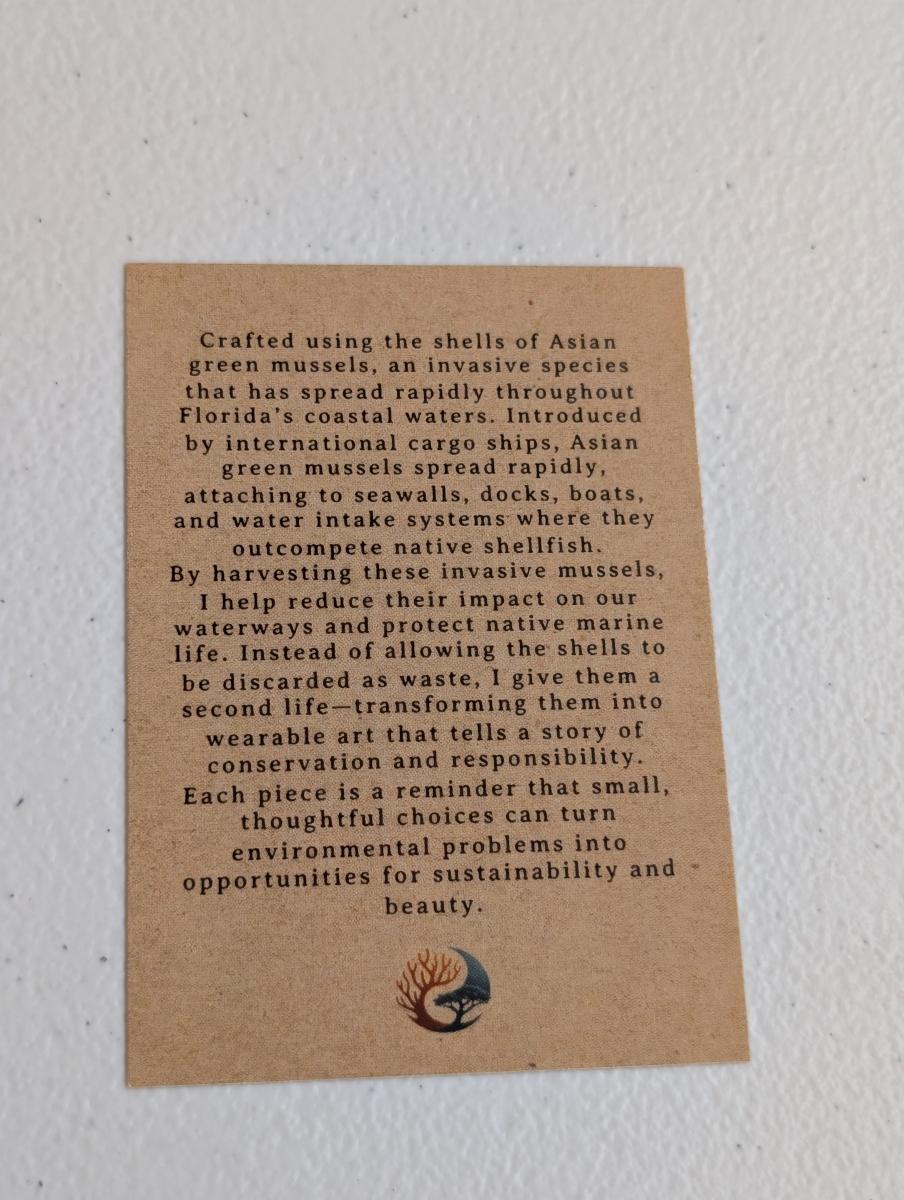 Crafted using the shells of Asian
green mussels, an invasive species
that has spread rapidly throughout
Florida's coastal waters. Introduced
by international cargo ships, Asian
green mussels spread rapidly,
attaching to seawalls, docks, boats,
and water intake systems where they
outcompete native shellfish.
By harvesting these invasive mussels,
I help reduce their impact on our
waterways and protect native marine
life. Instead of allowing the shells to
be discarded as waste, I give them a
second life—transforming them into
wearable art that tells a story of
conservation and responsibility.
Each piece is a reminder that small,
thoughtful choices can turn
environmental problems into
opportunities for sustainability and
beauty.